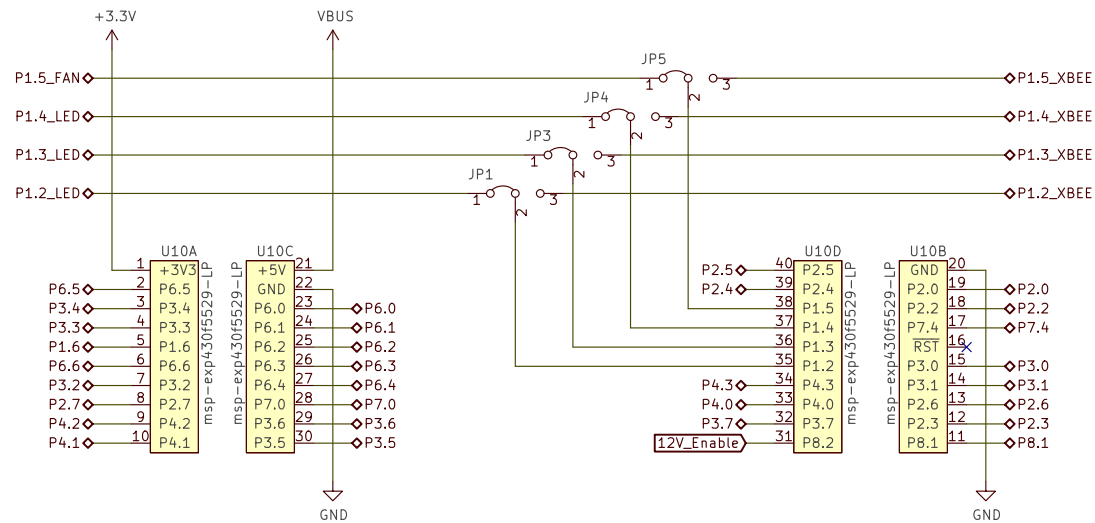 +3.3V VBUS
JP5
P1.5_FAN 1 2 3 P1.5_XBEE
JP4
P1.4_LED 1 2 3 P1.4_XBEE
JP3
P1.3_LED 1 2 3 P1.3_XBEE
JP1
P1.2_LED 1 2 3 P1.2_XBEE
U10A
msp-exp430f5529-LP
1 +3V3
P6.5 2 P6.5
P3.4 3 P3.4
P3.3 4 P3.3
P1.6 5 P1.6
P6.6 6 P6.6
P3.2 7 P3.2
P2.7 8 P2.7
P4.2 9 P4.2
P4.1 10 P4.1
U10C
msp-exp430f5529-LP
+5V 21
GND 22
P6.0 23 P6.0
P6.1 24 P6.1
P6.2 25 P6.2
P6.3 26 P6.3
P6.4 27 P6.4
P7.0 28 P7.0
P3.6 29 P3.6
P3.5 30 P3.5
GND
U10D
msp-exp430f5529-LP
P2.5 40 P2.5
P2.4 39 P2.4
38 P1.5
37 P1.4
36 P1.3
35 P1.2
P4.3 34 P4.3
P4.0 33 P4.0
P3.7 32 P3.7
12V_Enable 31 P8.2
U10B
msp-exp430f5529-LP
GND 20
P2.0 19 P2.0
P2.2 18 P2.2
P7.4 17 P7.4
RST 16
P3.0 15 P3.0
P3.1 14 P3.1
P2.6 13 P2.6
P2.3 12 P2.3
P8.1 11 P8.1
GND